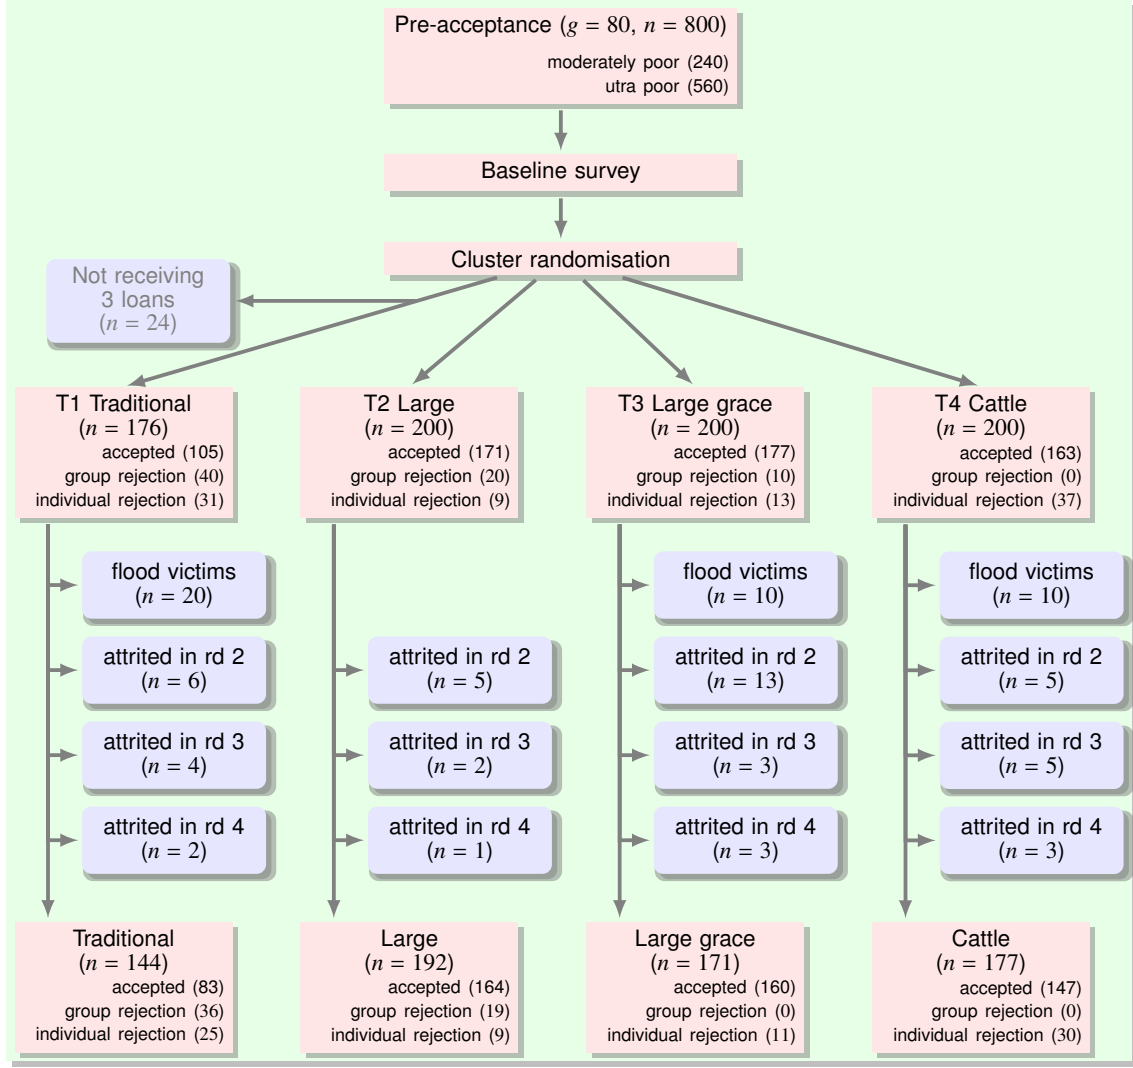 Pre-acceptance (g = 80, n = 800)
moderately poor (240)
utra poor (560)
Baseline survey
Cluster randomisation
Not receiving
3 loans
(n = 24)
T1 Traditional
(n = 176)
accepted (105)
group rejection (40)
individual rejection (31)
T2 Large
(n = 200)
accepted (171)
group rejection (20)
individual rejection (9)
T3 Large grace
(n = 200)
accepted (177)
group rejection (10)
individual rejection (13)
T4 Cattle
(n = 200)
accepted (163)
group rejection (0)
individual rejection (37)
flood victims
(n = 20)
flood victims
(n = 10)
flood victims
(n = 10)
attrited in rd 2
(n = 6)
attrited in rd 2
(n = 5)
attrited in rd 2
(n = 13)
attrited in rd 2
(n = 5)
attrited in rd 3
(n = 4)
attrited in rd 3
(n = 2)
attrited in rd 3
(n = 3)
attrited in rd 3
(n = 5)
attrited in rd 4
(n = 2)
attrited in rd 4
(n = 1)
attrited in rd 4
(n = 3)
attrited in rd 4
(n = 3)
Traditional
(n = 144)
accepted (83)
group rejection (36)
individual rejection (25)
Large
(n = 192)
accepted (164)
group rejection (19)
individual rejection (9)
Large grace
(n = 171)
accepted (160)
group rejection (0)
individual rejection (11)
Cattle
(n = 177)
accepted (147)
group rejection (0)
individual rejection (30)